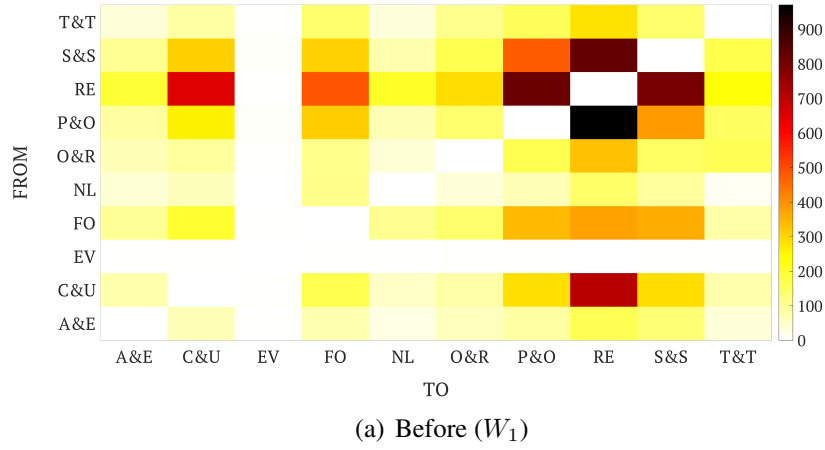 T&T
S&S
RE
P&O
O&R
NL
FO
EV
C&U
A&E
FROM
A&E C&U EV FO NL O&R P&O RE S&S T&T
TO
900
800
700
600
500
400
300
200
100
0
(a) Before (W₁)